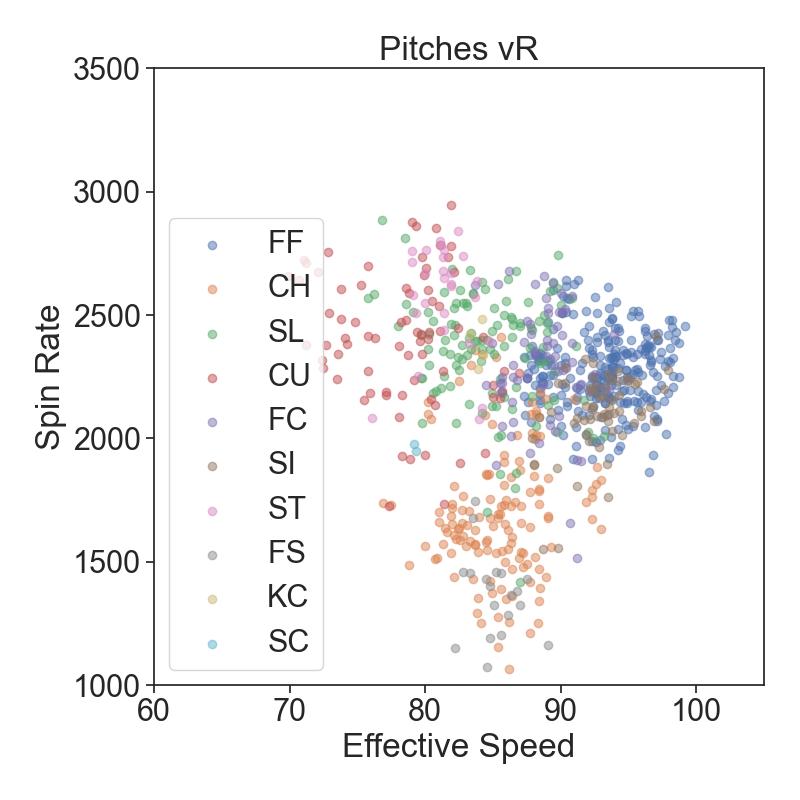 Pitches vR
3500
3000
2500
2000
1500
1000
Spin Rate
FF
CH
SL
CU
FC
SI
ST
FS
KC
SC
60 70 80 90 100
Effective Speed